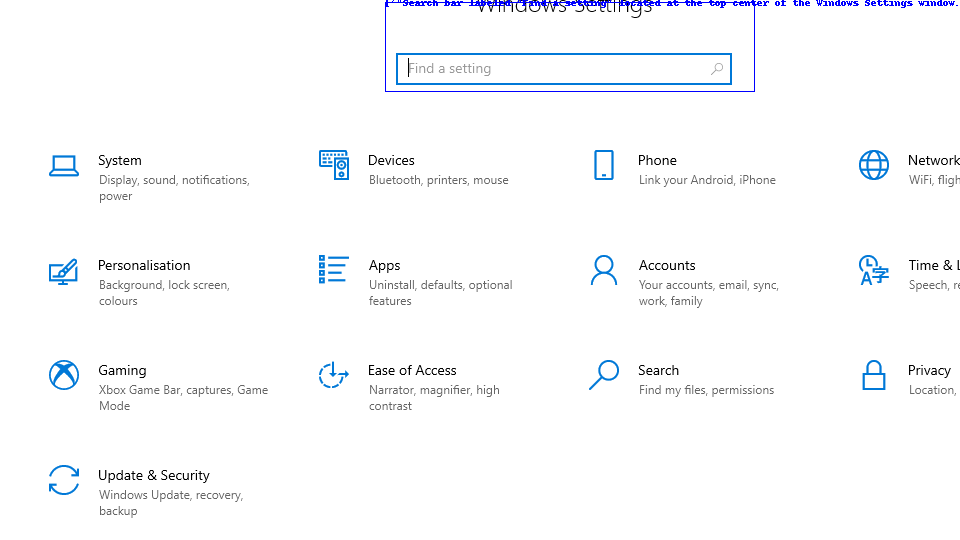 "Search bar labeled "Find a setting" located at the top center of the Windows Settings window.
Windows Settings
Find a setting
System
Display, sound, notifications,
power
Devices
Bluetooth, printers, mouse
Phone
Link your Android, iPhone
Network
WiFi, fligh
Personalisation
Background, lock screen,
colours
Apps
Uninstall, defaults, optional
features
Accounts
Your accounts, email, sync,
work, family
Time & L
Speech, re
Gaming
Xbox Game Bar, captures, Game
Mode
Ease of Access
Narrator, magnifier, high
contrast
Search
Find my files, permissions
Privacy
Location,
Update & Security
Windows Update, recovery,
backup